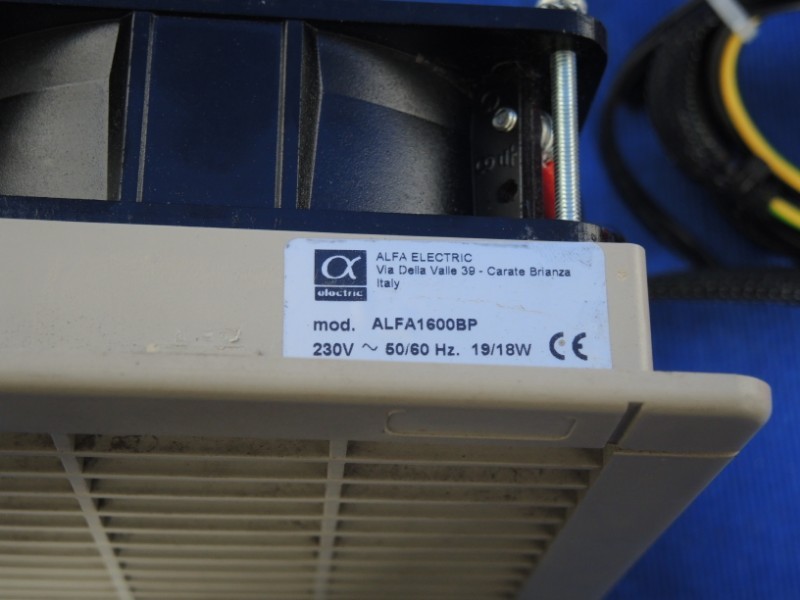 α
electric
ALFA ELECTRIC
Via Della Valle 39 - Carate Brianza
Italy
mod. ALFA1600BP
230V ~ 50/60 Hz. 19/18W CE